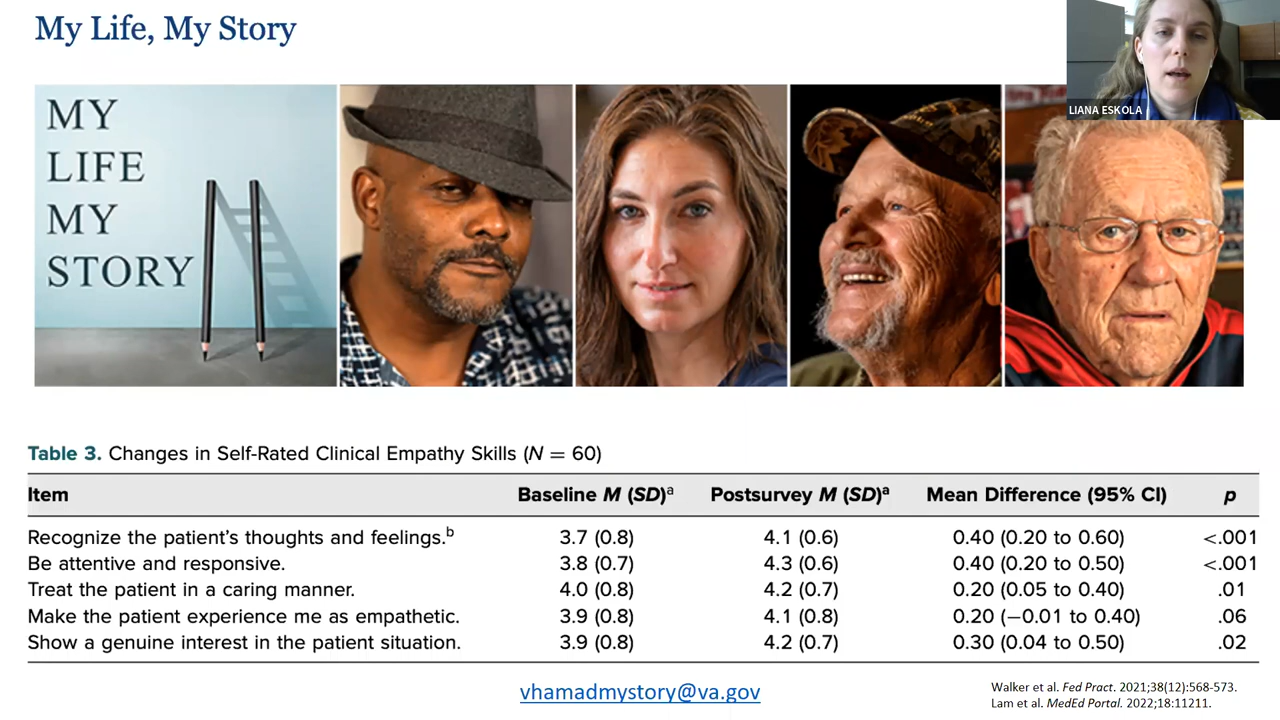 My Life, My Story
LIANA ESKOLA
MY
LIFE
MY
STORY
Table 3. Changes in Self-Rated Clinical Empathy Skills (N = 60)
Item Baseline M (SD)ᵃ Postsurvey M (SD)ᵃ Mean Difference (95% CI) p
Recognize the patient's thoughts and feelings.ᵇ 3.7 (0.8) 4.1 (0.6) 0.40 (0.20 to 0.60) <.001
Be attentive and responsive. 3.8 (0.7) 4.3 (0.6) 0.40 (0.20 to 0.50) <.001
Treat the patient in a caring manner. 4.0 (0.8) 4.2 (0.7) 0.20 (0.05 to 0.40) .01
Make the patient experience me as empathetic. 3.9 (0.8) 4.1 (0.8) 0.20 (−0.01 to 0.40) .06
Show a genuine interest in the patient situation. 3.9 (0.8) 4.2 (0.7) 0.30 (0.04 to 0.50) .02
vhamadmystory@va.gov
Walker et al. Fed Pract. 2021;38(12):568-573.
Lam et al. MedEd Portal. 2022;18:11211.